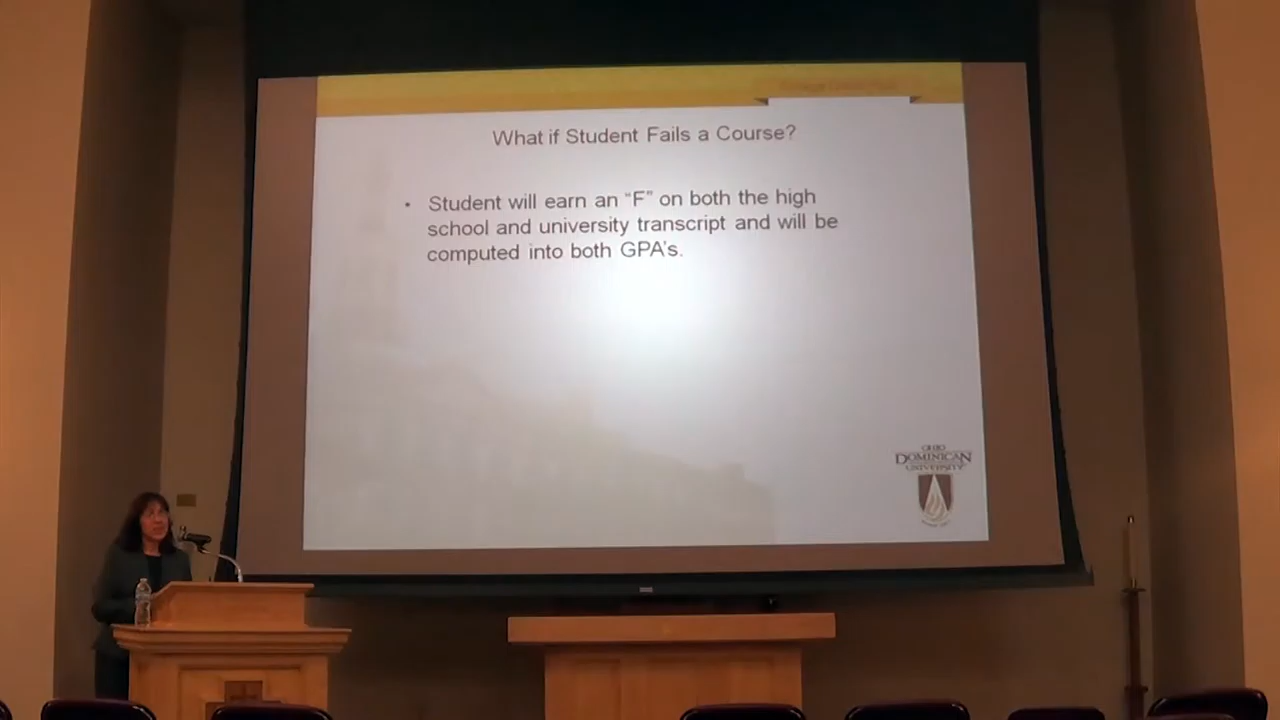 What if Student Fails a Course?
• Student will earn an “F” on both the high
school and university transcript and will be
computed into both GPA's.
OHIO
DOMINICAN
UNIVERSITY